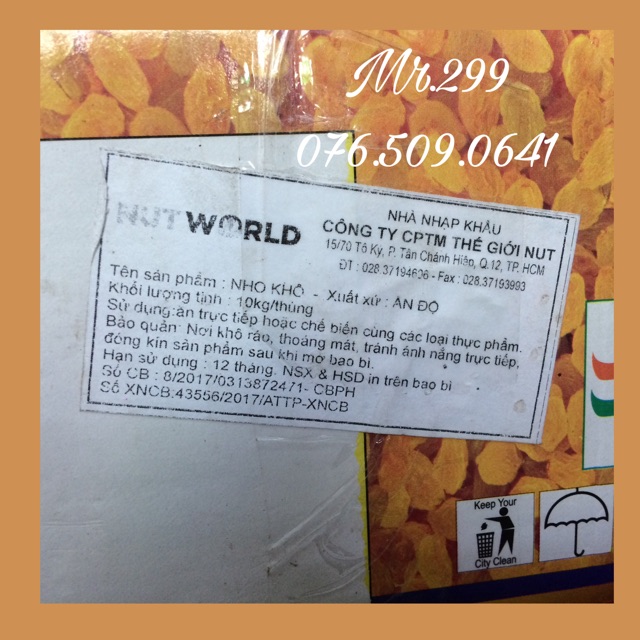 Mr.299
076.509.0641
NUT WORLD
NHÀ NHẠP KHẨU
CÔNG TY CPTM THẾ GIỚI NUT
15/70 Tô Ký, P. Tân Chánh Hiệp, Q.12, TP. HCM
ĐT : 028.37194636 - Fax : 028.37193993
Tên sản phẩm : NHO KHÔ - Xuất xứ : ẤN ĐỘ
Khối lượng tịnh : 10kg/thùng
Sử dụng:ăn trực tiếp hoặc chế biến cùng các loại thực phẩm.
Bảo quản: Nơi khô ráo, thoáng mát, tránh ánh nắng trực tiếp,
đóng kín sản phẩm sau khi mở bao bì.
Hạn sử dụng : 12 tháng, NSX & HSD in trên bao bì
Số CB : 8/2017/0313872471- CBPH
Số XNCB:43556/2017/ATTP-XNCB
Keep Your
City Clean